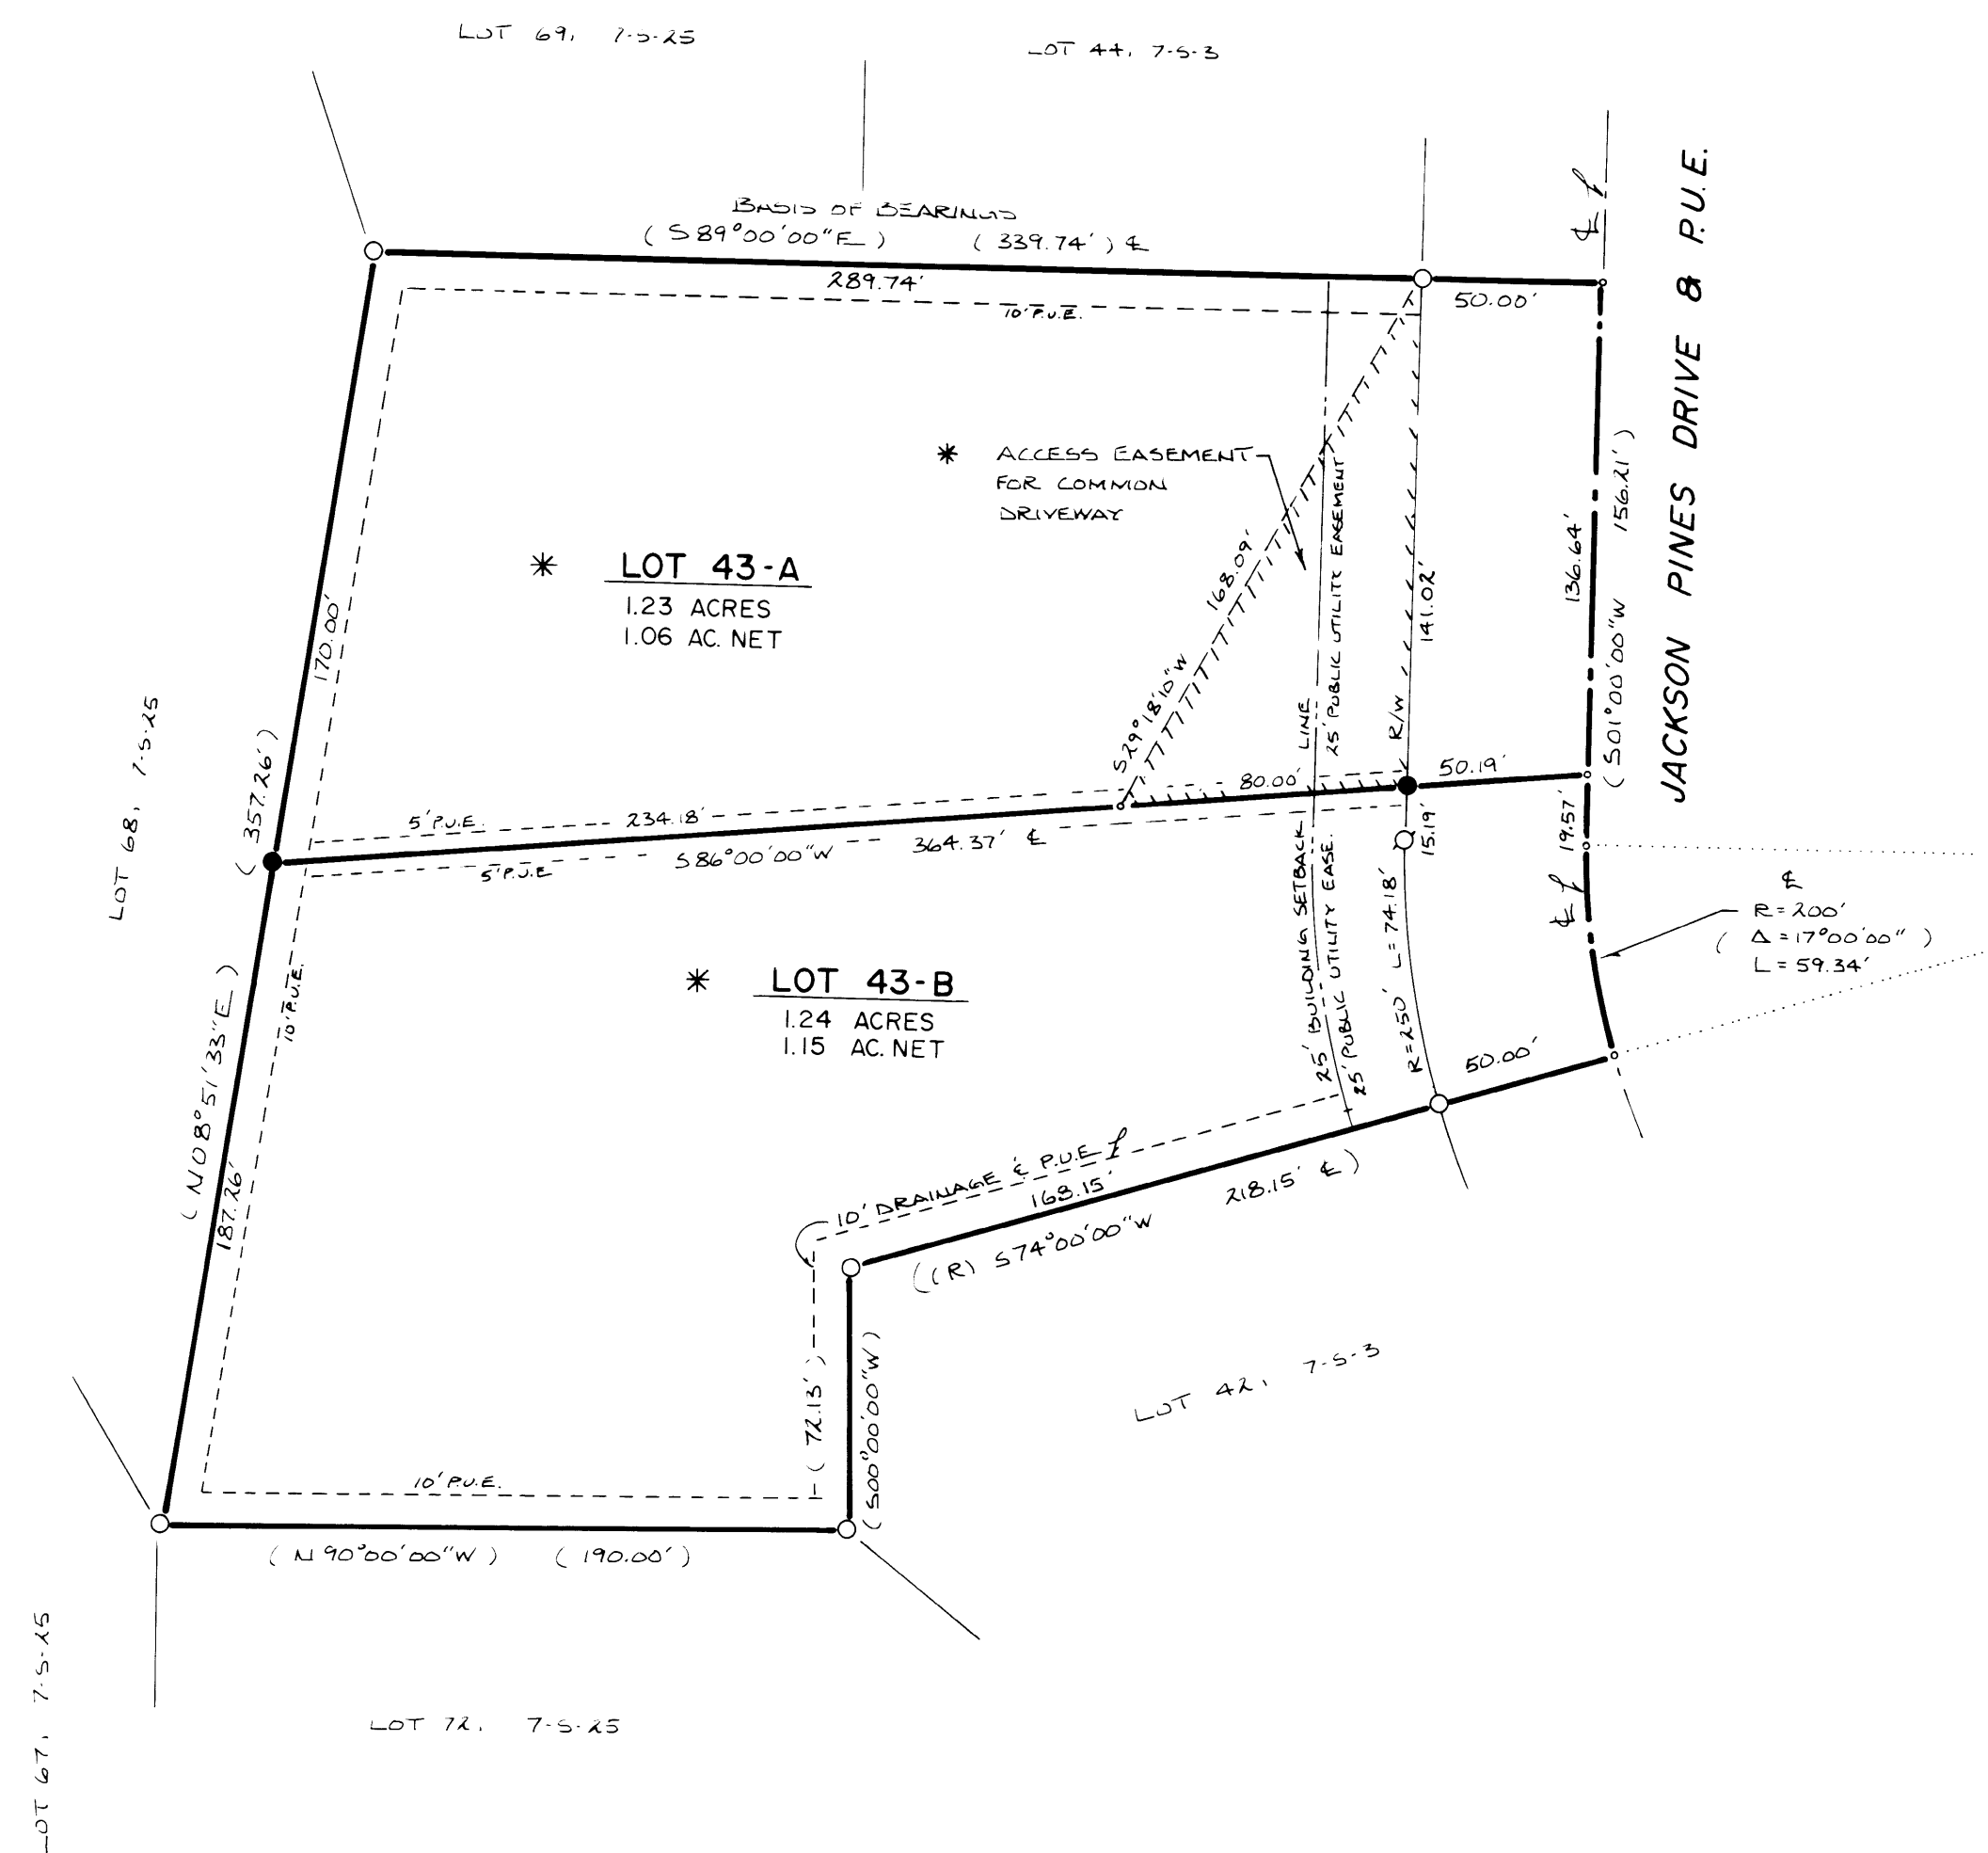 LOT 69, 7-S-25
LOT 44, 7-S-3
BASIS OF BEARINGS
( S89°00'00"E ) ( 339.74' ) ℄
289.74'
50.00'
10' P.U.E.
℄
JACKSON PINES DRIVE & P.U.E.
* ACCESS EASEMENT
FOR COMMON
DRIVEWAY
* LOT 43-A
1.23 ACRES
1.06 AC. NET
170.00'
168.09'
S29°18'10"W
25' PUBLIC UTILITY EASEMENT
141.02'
R/W
136.64'
( S01°00'00"W 156.21' )
LOT 68, 7-S-25
( 357.26' )
5' P.U.E.
234.18'
80.00'
50.19'
5' P.U.E
S86°00'00"W
364.37' ℄
15.19'
19.57'
℄
℄
R=200'
( Δ=17°00'00" )
L=59.34'
* LOT 43-B
1.24 ACRES
1.15 AC. NET
10' P.U.E.
25' BUILDING SETBACK LINE
25' PUBLIC UTILITY EASE.
R=250' L=74.18'
50.00'
( N08°51'33"E )
187.26'
10' DRAINAGE & P.U.E
168.15'
218.15' ℄ )
( (R) S74°00'00"W
( 72.13' )
( S00°00'00"W )
LOT 42, 7-S-3
10' P.U.E.
( N90°00'00"W ) ( 190.00' )
LOT 67, 7-S-25
LOT 72, 7-S-25